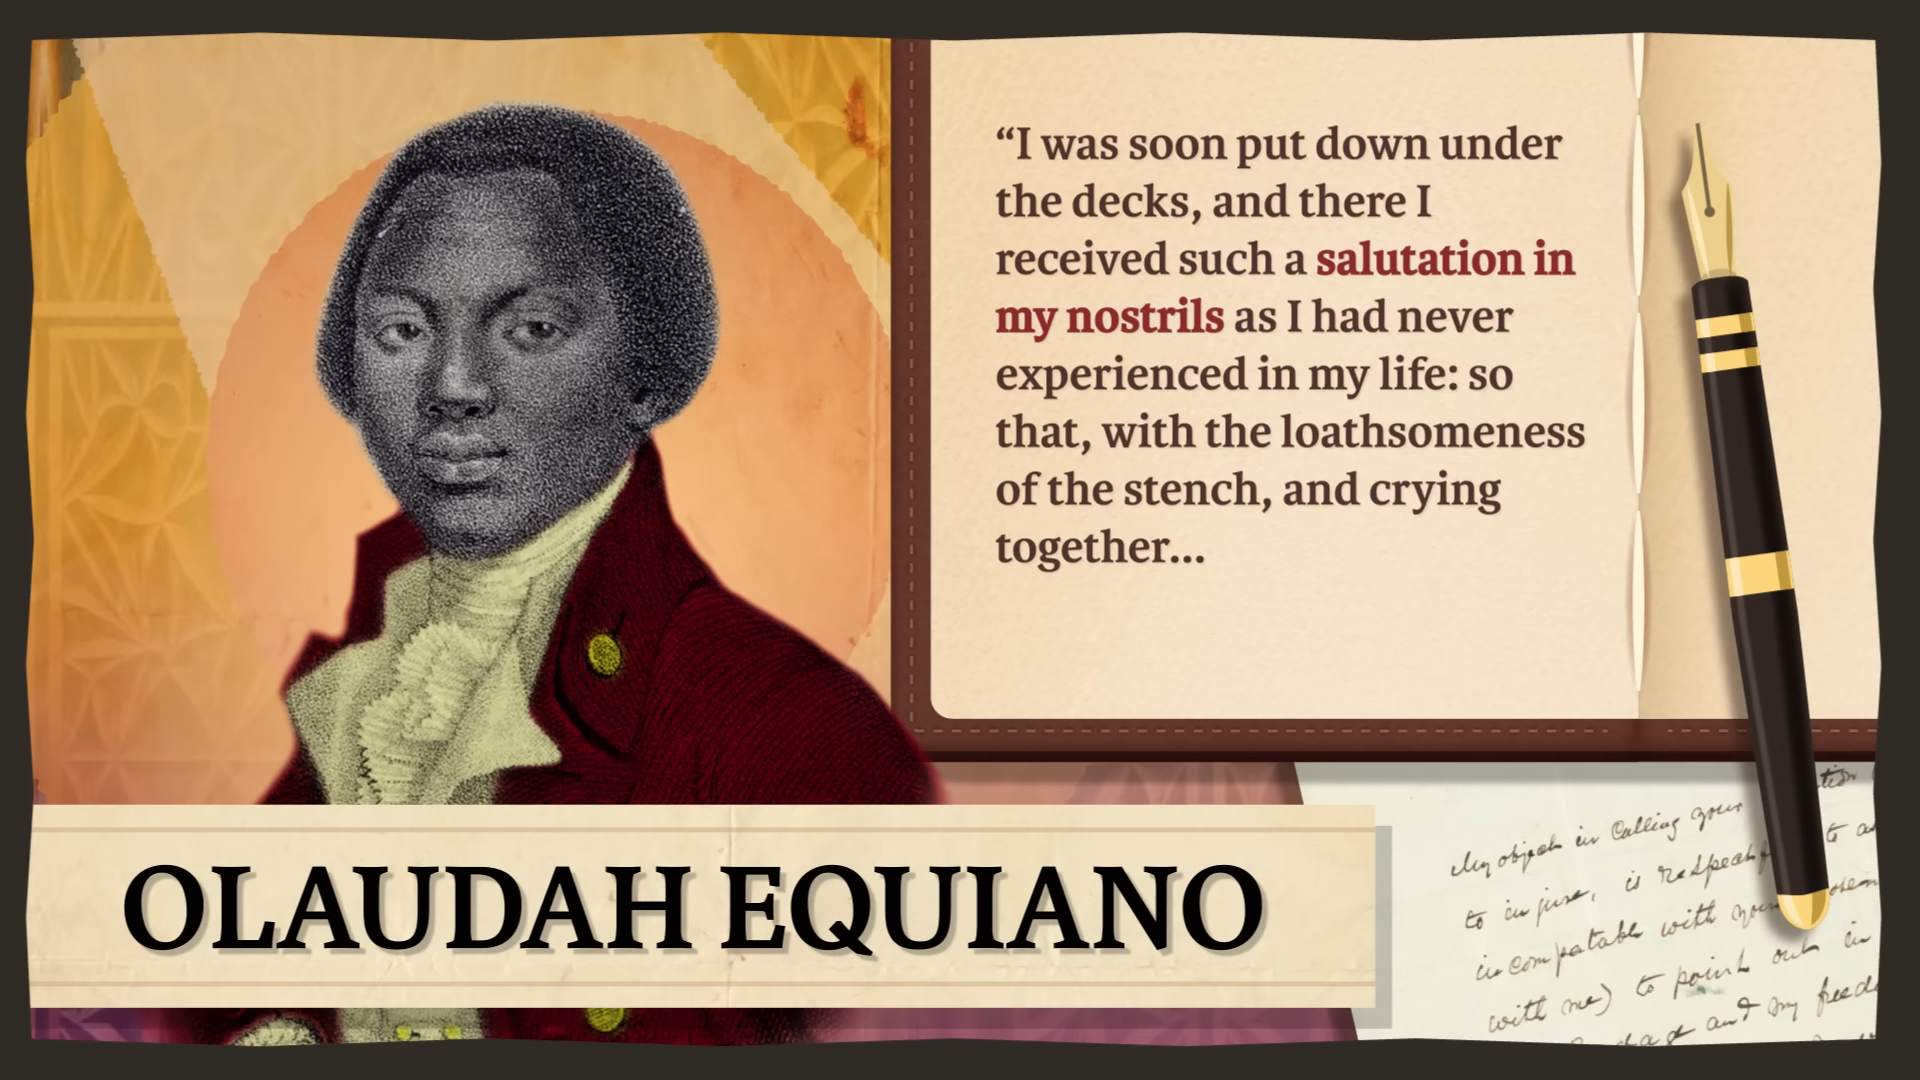 “I was soon put down under
the decks, and there I
received such a salutation in
my nostrils as I had never
experienced in my life: so
that, with the loathsomeness
of the stench, and crying
together...
OLAUDAH EQUIANO
My object in Calling your
to injure, is
incompatable with your
with me) to point out in
and my